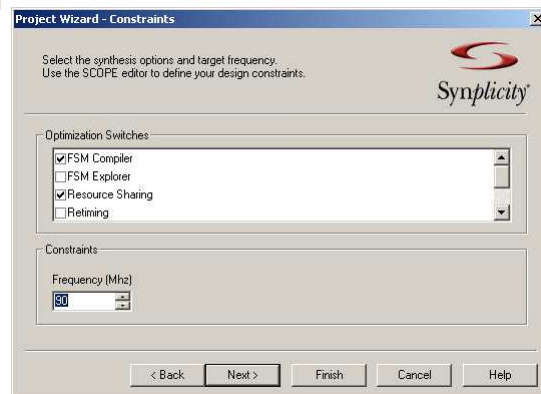 Project Wizard - Constraints
Select the synthesis options and target frequency.
Use the SCOPE editor to define your design constraints.
Synplicity®
Optimization Switches
FSM Compiler
FSM Explorer
Resource Sharing
Retiming
Constraints
Frequency (Mhz)
90
< Back
Next >
Finish
Cancel
Help